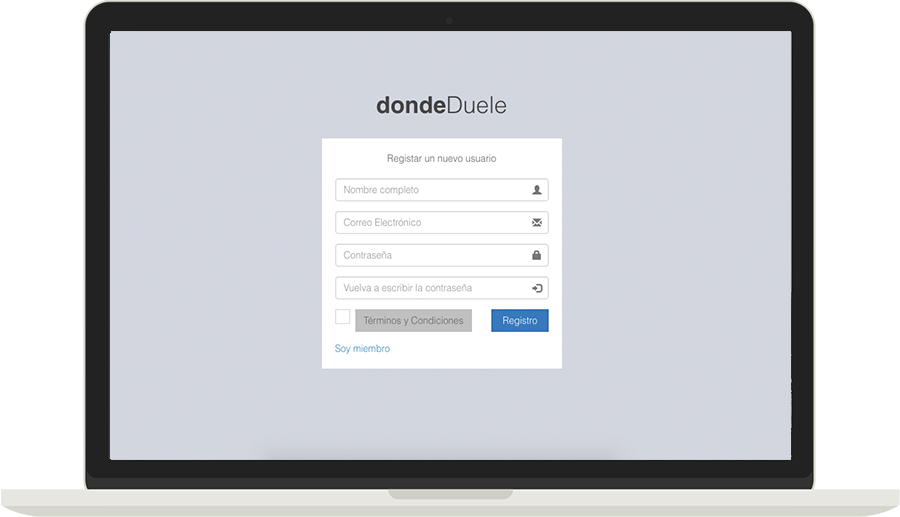 dondeDuele
Registar un nuevo usuario
Nombre completo
Correo Electrónico
Contraseña
Vuelva a escribir la contraseña
Términos y Condiciones Registro
Soy miembro